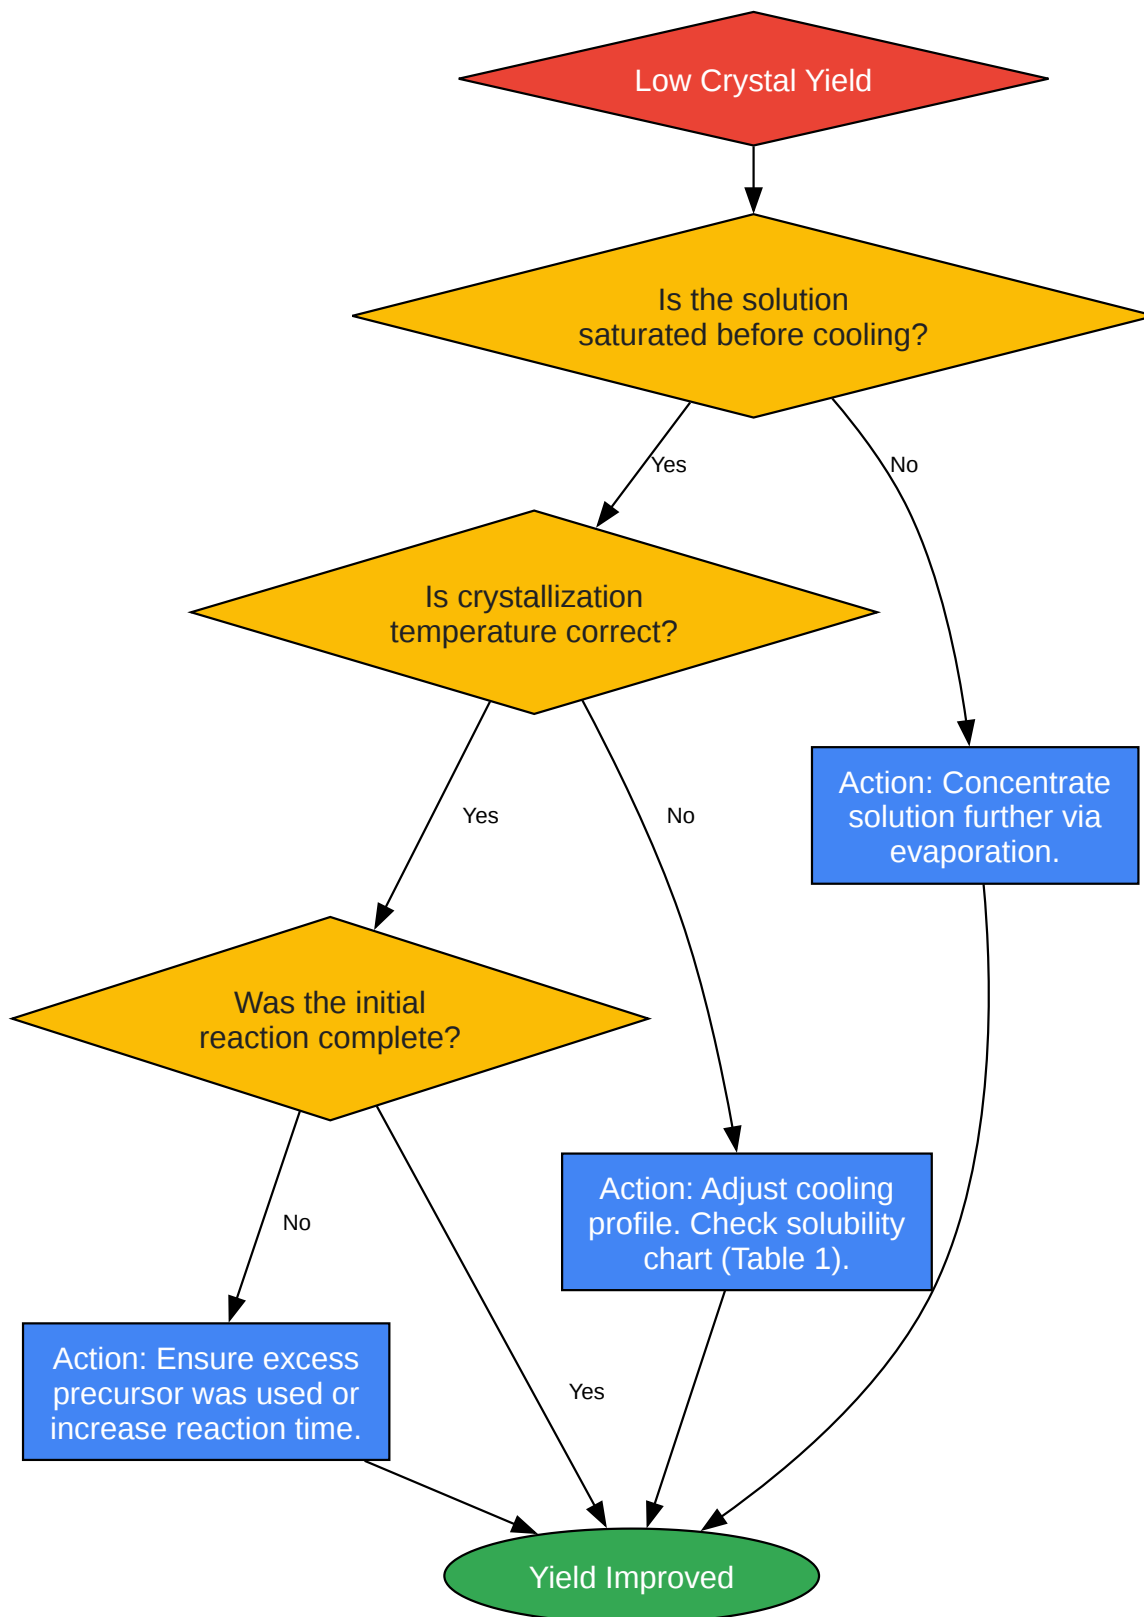 Low Crystal Yield
Is the solution
saturated before cooling?
Yes
No
Is crystallization
temperature correct?
Action: Concentrate
solution further via
evaporation.
Yes
No
Was the initial
reaction complete?
Action: Adjust cooling
profile. Check solubility
chart (Table 1).
No
Action: Ensure excess
precursor was used or
increase reaction time.
Yes
Yield Improved